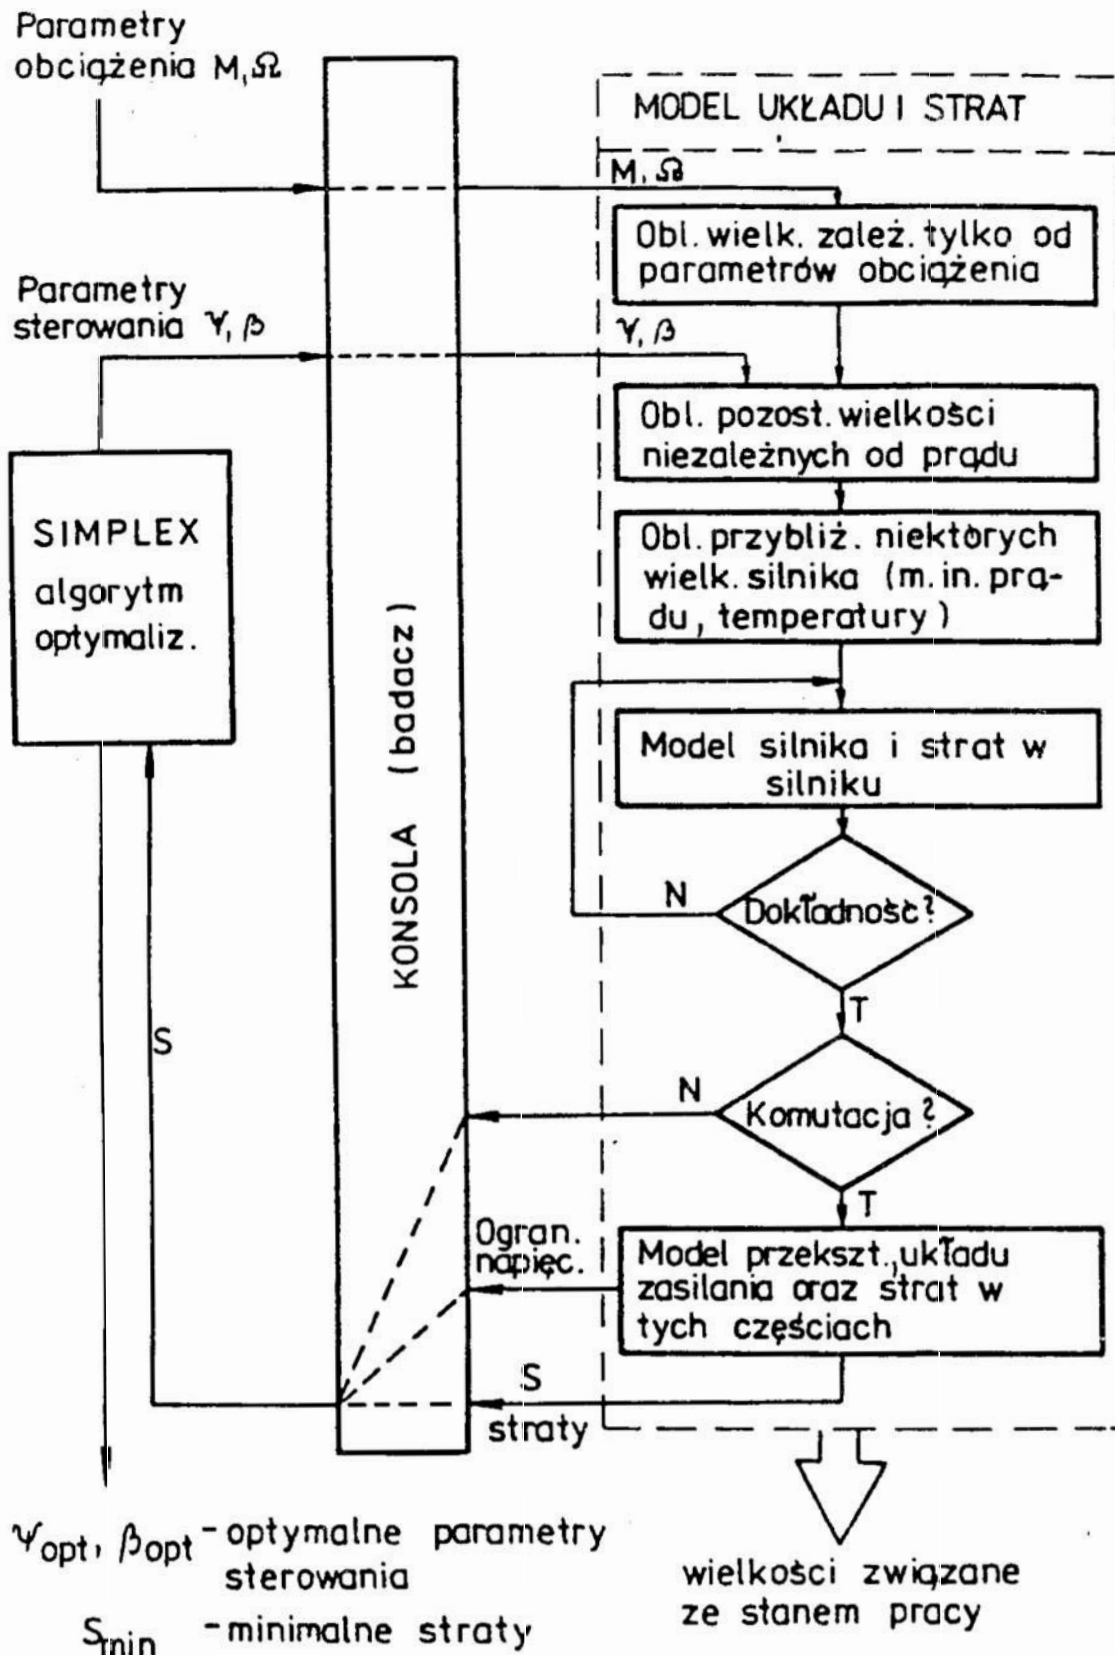 Parametry
obciążenia M,Ω
MODEL UKŁADU I STRAT
M,Ω
Obl. wielk. zależ. tylko od
parametrów obciążenia
Parametry
sterowania Ψ, β
Ψ, β
Obl. pozost. wielkości
niezależnych od prądu
SIMPLEX
algorytm
optymaliz.
Obl. przybliż. niektórych
wielk. silnika (m.in. prą-
du, temperatury)
KONSOLA (badacz)
Model silnika i strat w
silniku
N
Dokładność?
T
S
N
Komutacja?
T
Ogran.
napięc.
Model przekszt., układu
zasilania oraz strat w
tych częściach
S
straty
Ψopt, βopt - optymalne parametry
sterowania
Smin - minimalne straty
wielkości związane
ze stanem pracy